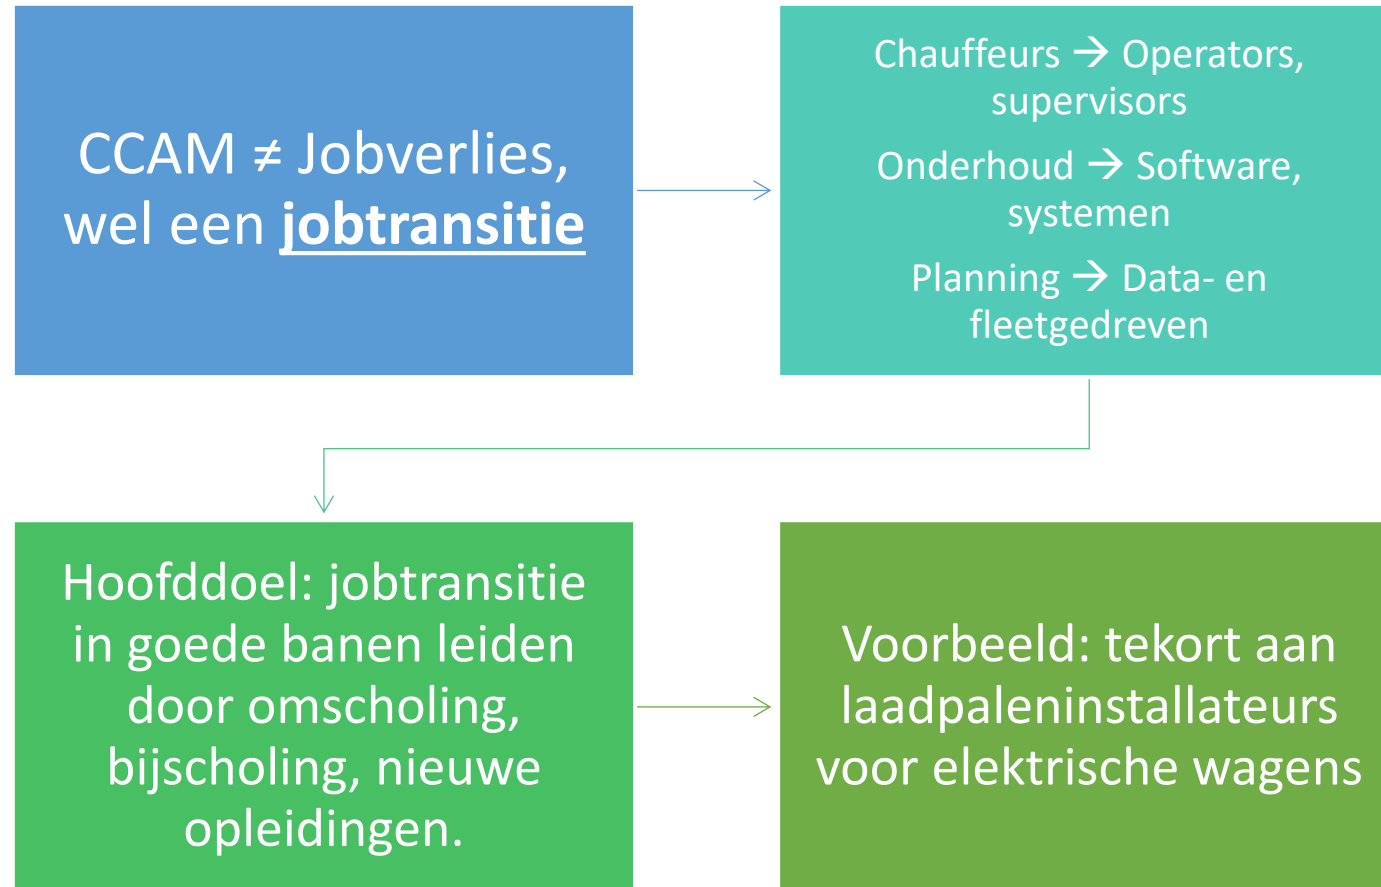 CCAM ≠ Jobverlies,
wel een jobtransitie
Chauffeurs → Operators,
supervisors
Onderhoud → Software,
systemen
Planning → Data- en
fleetgedreven
Hoofddoel: jobtransitie
in goede banen leiden
door omscholing,
bijscholing, nieuwe
opleidingen.
Voorbeeld: tekort aan
laadpaleninstallateurs
voor elektrische wagens